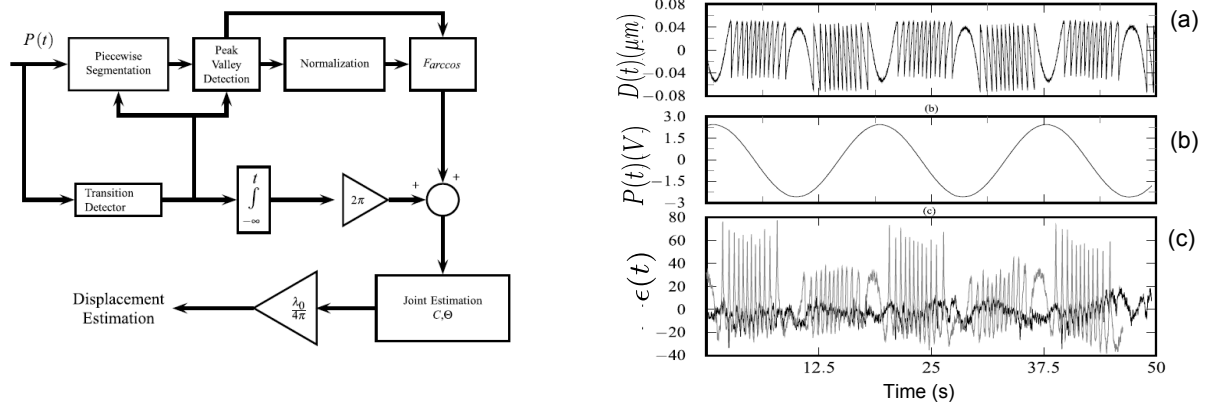 P(t)
Piecewise
Segmentation
Peak
Valley
Detection
Normalization
F_arccos
Transition
Detector
t
∫
−∞
2π
+
+
Joint Estimation
C,Θ
λ₀
4π
Displacement
Estimation
D(t)(μm)
0.08
0.04
0
−0.04
−0.08
(a)
(b)
P(t)(V)
3.0
1.5
0
−1.5
−3
(b)
(c)
ϵ(t)
80
60
40
20
0
−20
−40
(c)
12.5
25
37.5
50
Time (s)